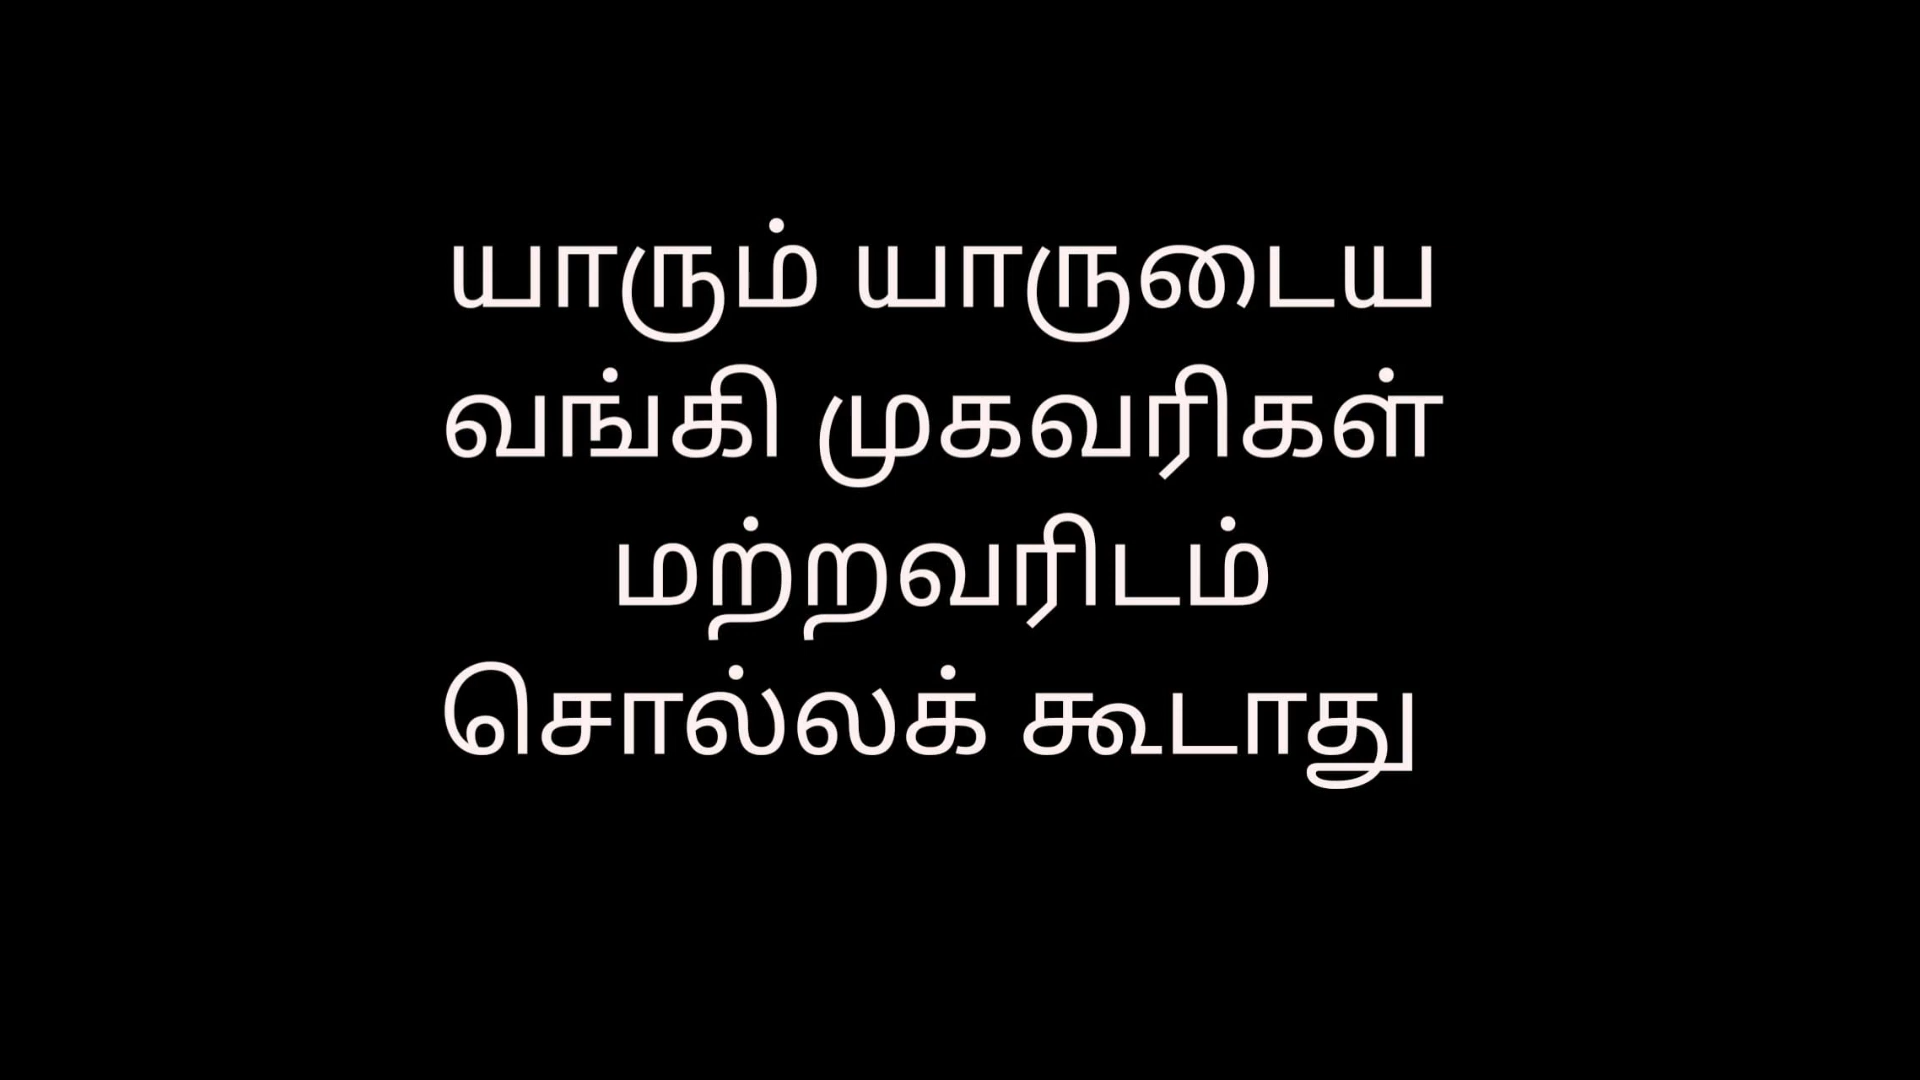 யாரும் யாருடைய
வங்கி முகவரிகள்
மற்றவரிடம்
சொல்லக் கூடாது